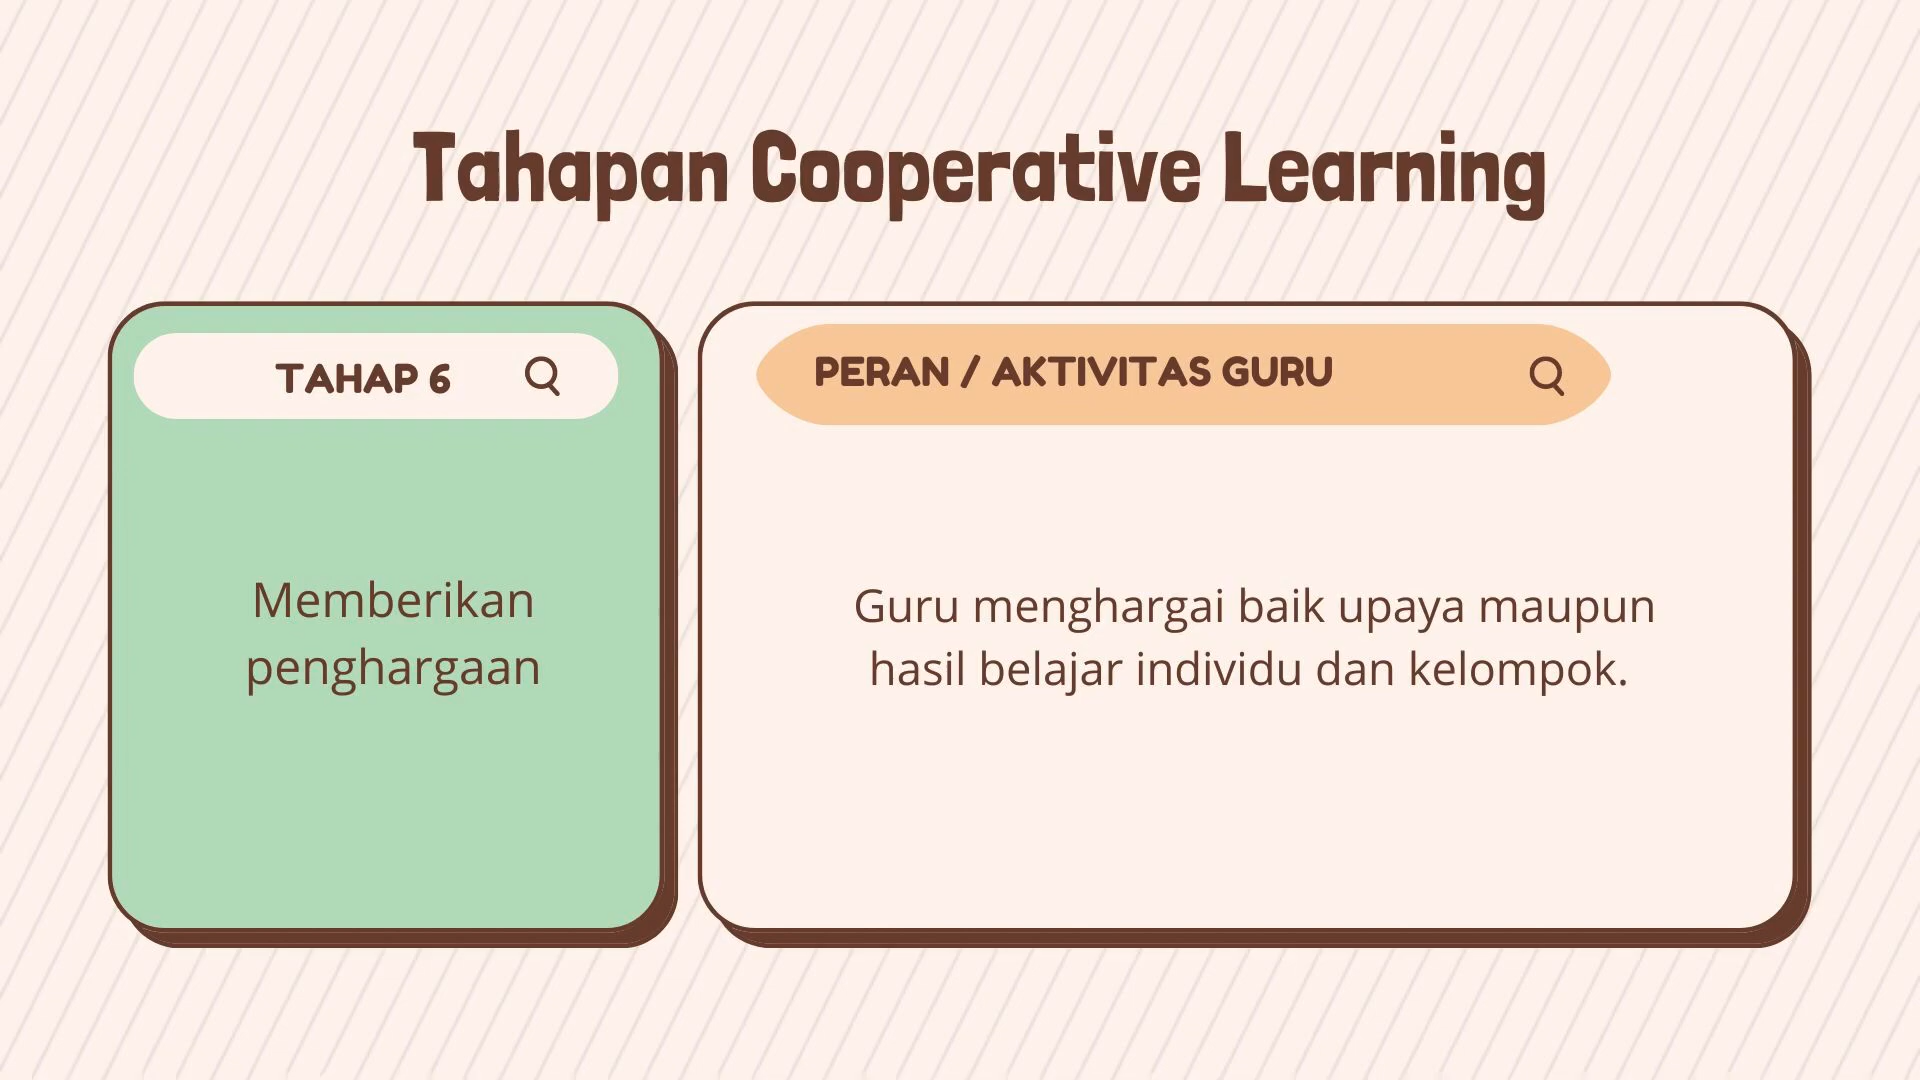 Tahapan Cooperative Learning
TAHAP 6
Memberikan
penghargaan
PERAN / AKTIVITAS GURU
Guru menghargai baik upaya maupun
hasil belajar individu dan kelompok.